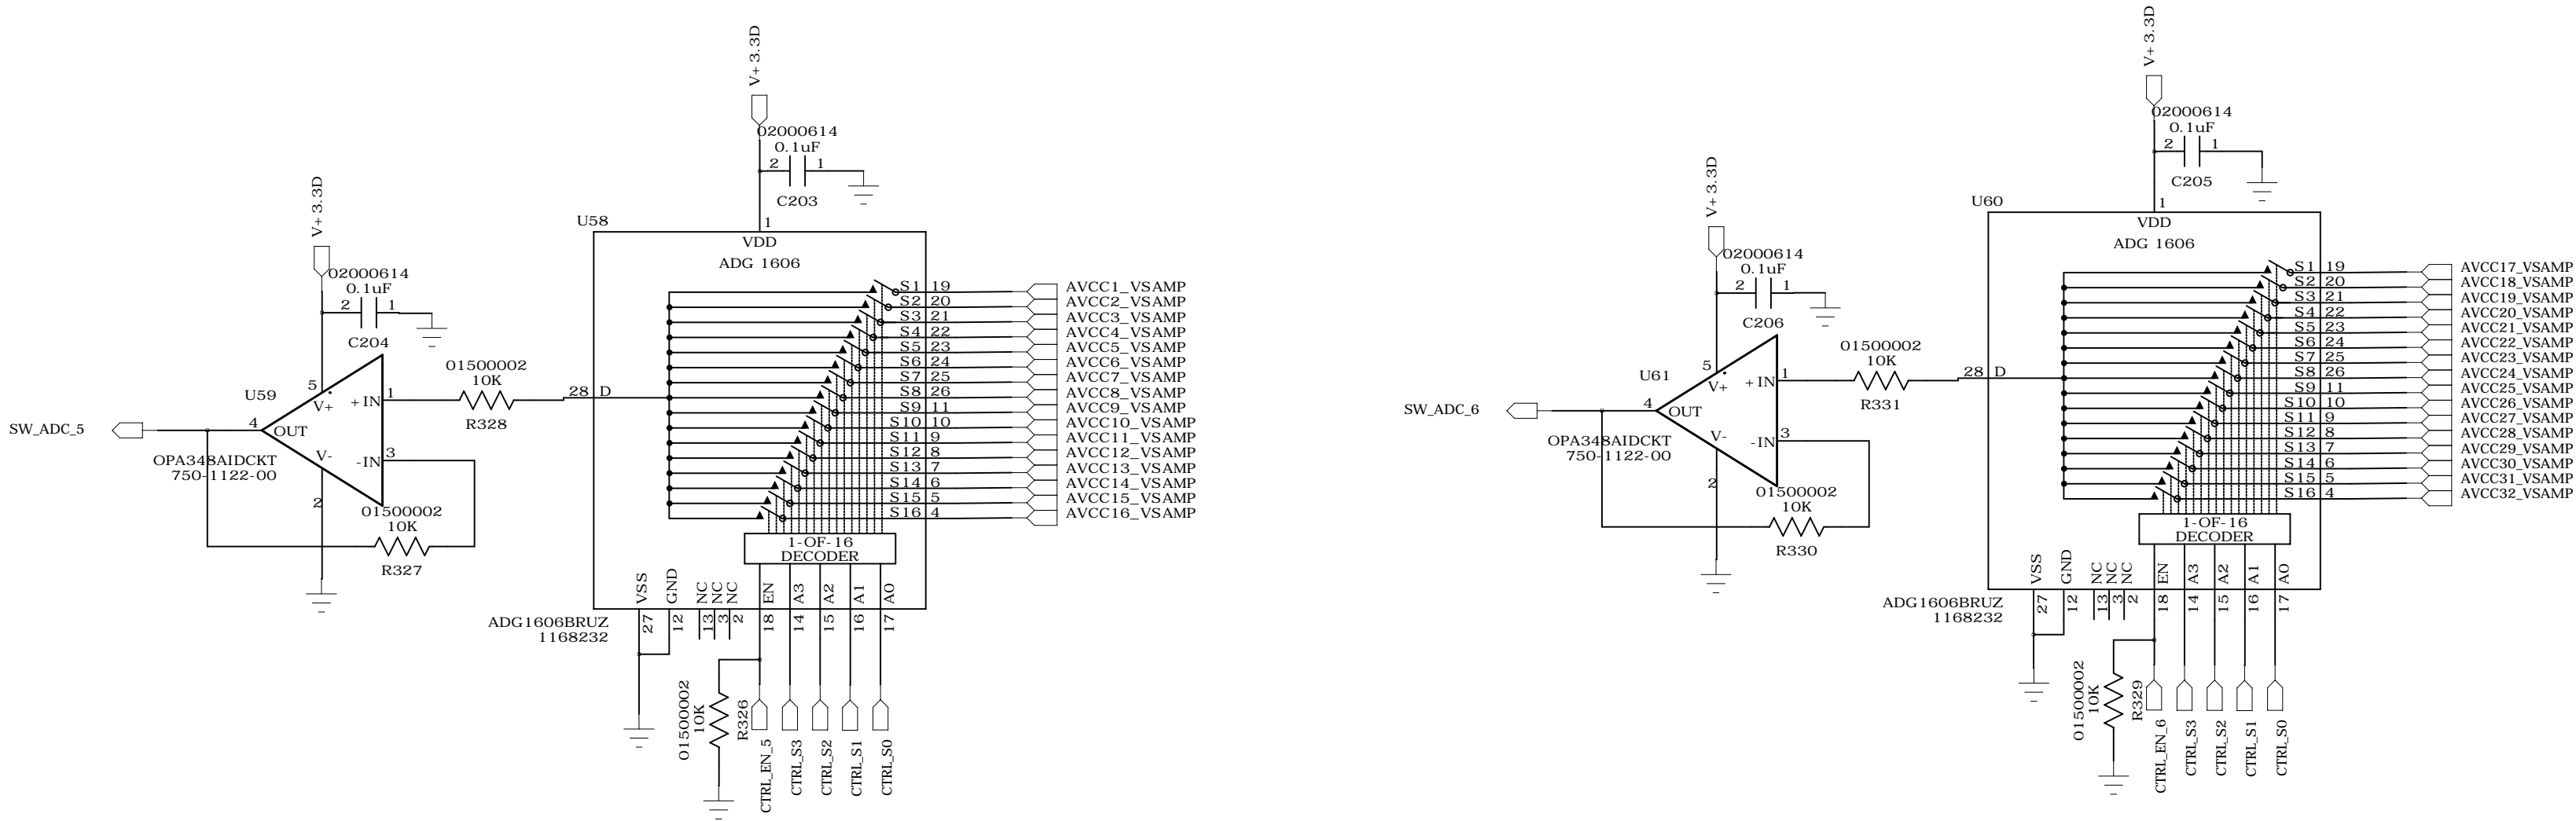 V+3.3D
02000614
0.1uF
2
1
C203
V+3.3D
02000614
0.1uF
2
1
C204
U58
1
VDD
ADG 1606
S1 19 AVCC1_VSAMP
S2 20 AVCC2_VSAMP
S3 21 AVCC3_VSAMP
S4 22 AVCC4_VSAMP
S5 23 AVCC5_VSAMP
S6 24 AVCC6_VSAMP
S7 25 AVCC7_VSAMP
S8 26 AVCC8_VSAMP
S9 11 AVCC9_VSAMP
S10 10 AVCC10_VSAMP
S11 9 AVCC11_VSAMP
S12 8 AVCC12_VSAMP
S13 7 AVCC13_VSAMP
S14 6 AVCC14_VSAMP
S15 5 AVCC15_VSAMP
S16 4 AVCC16_VSAMP
01500002
10K
R328
28 D
U59
5
V+
+IN
1
SW_ADC_5
4
OUT
V-
-IN
3
OPA348AIDCKT
750-1122-00
2
01500002
10K
R327
1-OF-16
DECODER
VSS
GND
NC
NC
NC
EN
A3
A2
A1
A0
ADG1606BRUZ
1168232
27
12
13
3
2
18
14
15
16
17
01500002
10K
R326
CTRL_EN_5
CTRL_S3
CTRL_S2
CTRL_S1
CTRL_S0
V+3.3D
02000614
0.1uF
2
1
C205
V+3.3D
02000614
0.1uF
2
1
C206
U60
1
VDD
ADG 1606
S1 19 AVCC17_VSAMP
S2 20 AVCC18_VSAMP
S3 21 AVCC19_VSAMP
S4 22 AVCC20_VSAMP
S5 23 AVCC21_VSAMP
S6 24 AVCC22_VSAMP
S7 25 AVCC23_VSAMP
S8 26 AVCC24_VSAMP
S9 11 AVCC25_VSAMP
S10 10 AVCC26_VSAMP
S11 9 AVCC27_VSAMP
S12 8 AVCC28_VSAMP
S13 7 AVCC29_VSAMP
S14 6 AVCC30_VSAMP
S15 5 AVCC31_VSAMP
S16 4 AVCC32_VSAMP
01500002
10K
R331
28 D
U61
5
V+
+IN
1
SW_ADC_6
4
OUT
V-
-IN
3
OPA348AIDCKT
750-1122-00
2
01500002
10K
R330
1-OF-16
DECODER
VSS
GND
NC
NC
NC
EN
A3
A2
A1
A0
ADG1606BRUZ
1168232
27
12
13
3
2
18
14
15
16
17
01500002
10K
R329
CTRL_EN_6
CTRL_S3
CTRL_S2
CTRL_S1
CTRL_S0